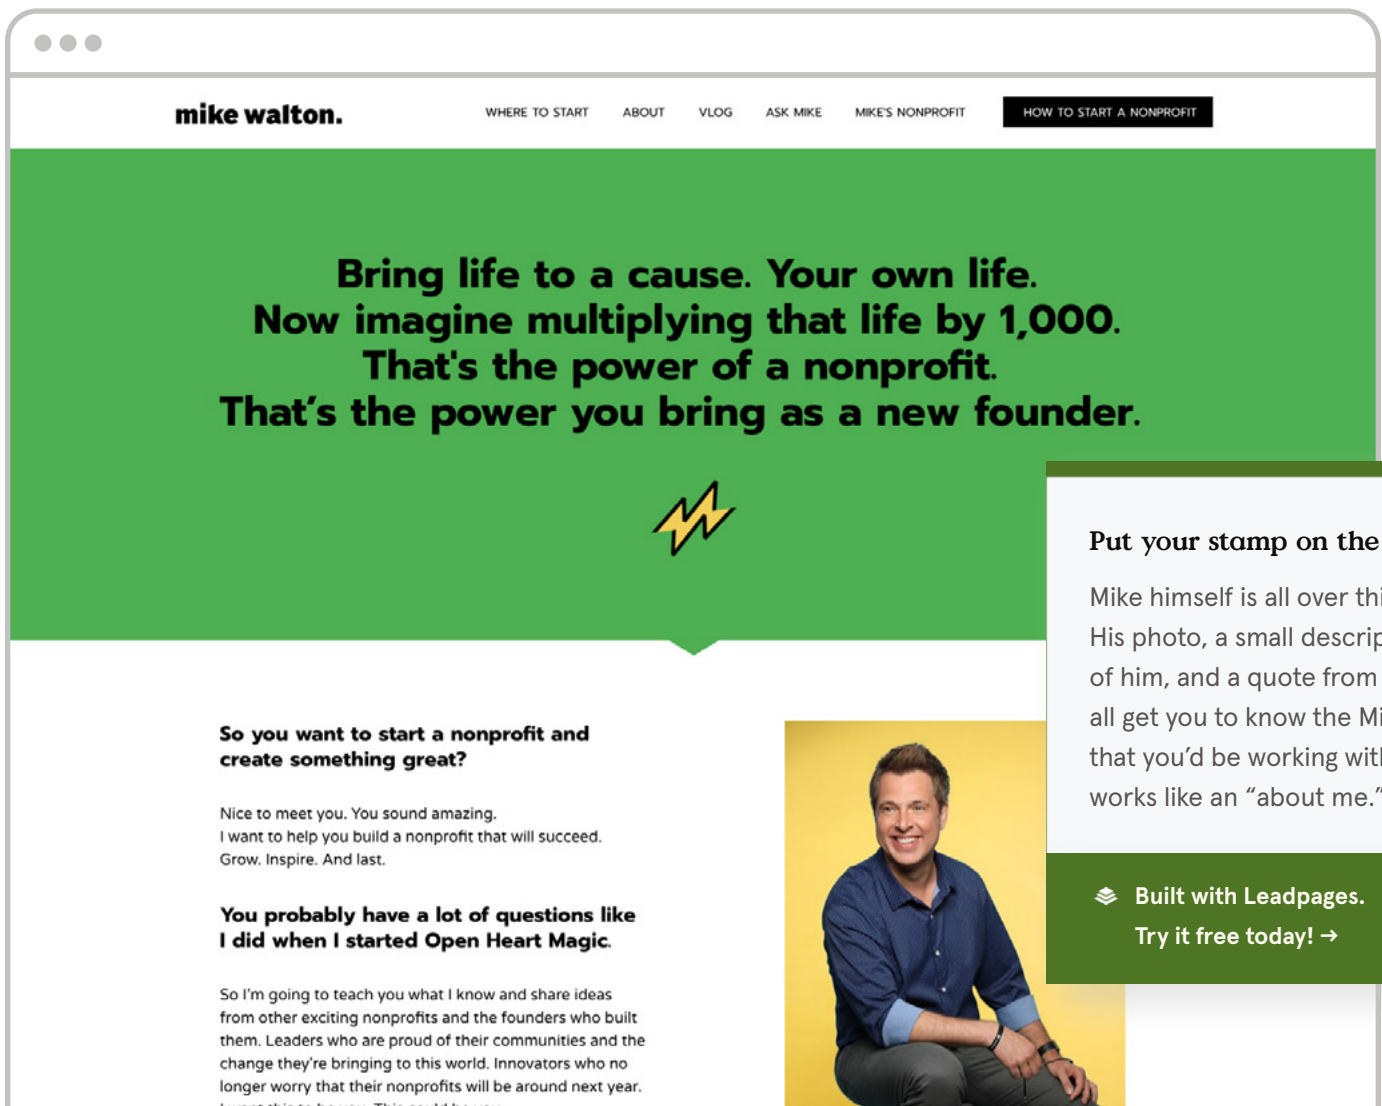 mike walton.
WHERE TO START ABOUT VLOG ASK MIKE MIKE'S NONPROFIT HOW TO START A NONPROFIT
Bring life to a cause. Your own life.
Now imagine multiplying that life by 1,000.
That's the power of a nonprofit.
That’s the power you bring as a new founder.
So you want to start a nonprofit and
create something great?
Nice to meet you. You sound amazing.
I want to help you build a nonprofit that will succeed.
Grow. Inspire. And last.
You probably have a lot of questions like
I did when I started Open Heart Magic.
So I'm going to teach you what I know and share ideas
from other exciting nonprofits and the founders who built
them. Leaders who are proud of their communities and the
change they're bringing to this world. Innovators who no
longer worry that their nonprofits will be around next year.
Put your stamp on the
Mike himself is all over
His photo, a small
of him, and a quote from
all get you to know the
that you’d be working
works like an “about me.”
Built with Leadpages.
Try it free today! →